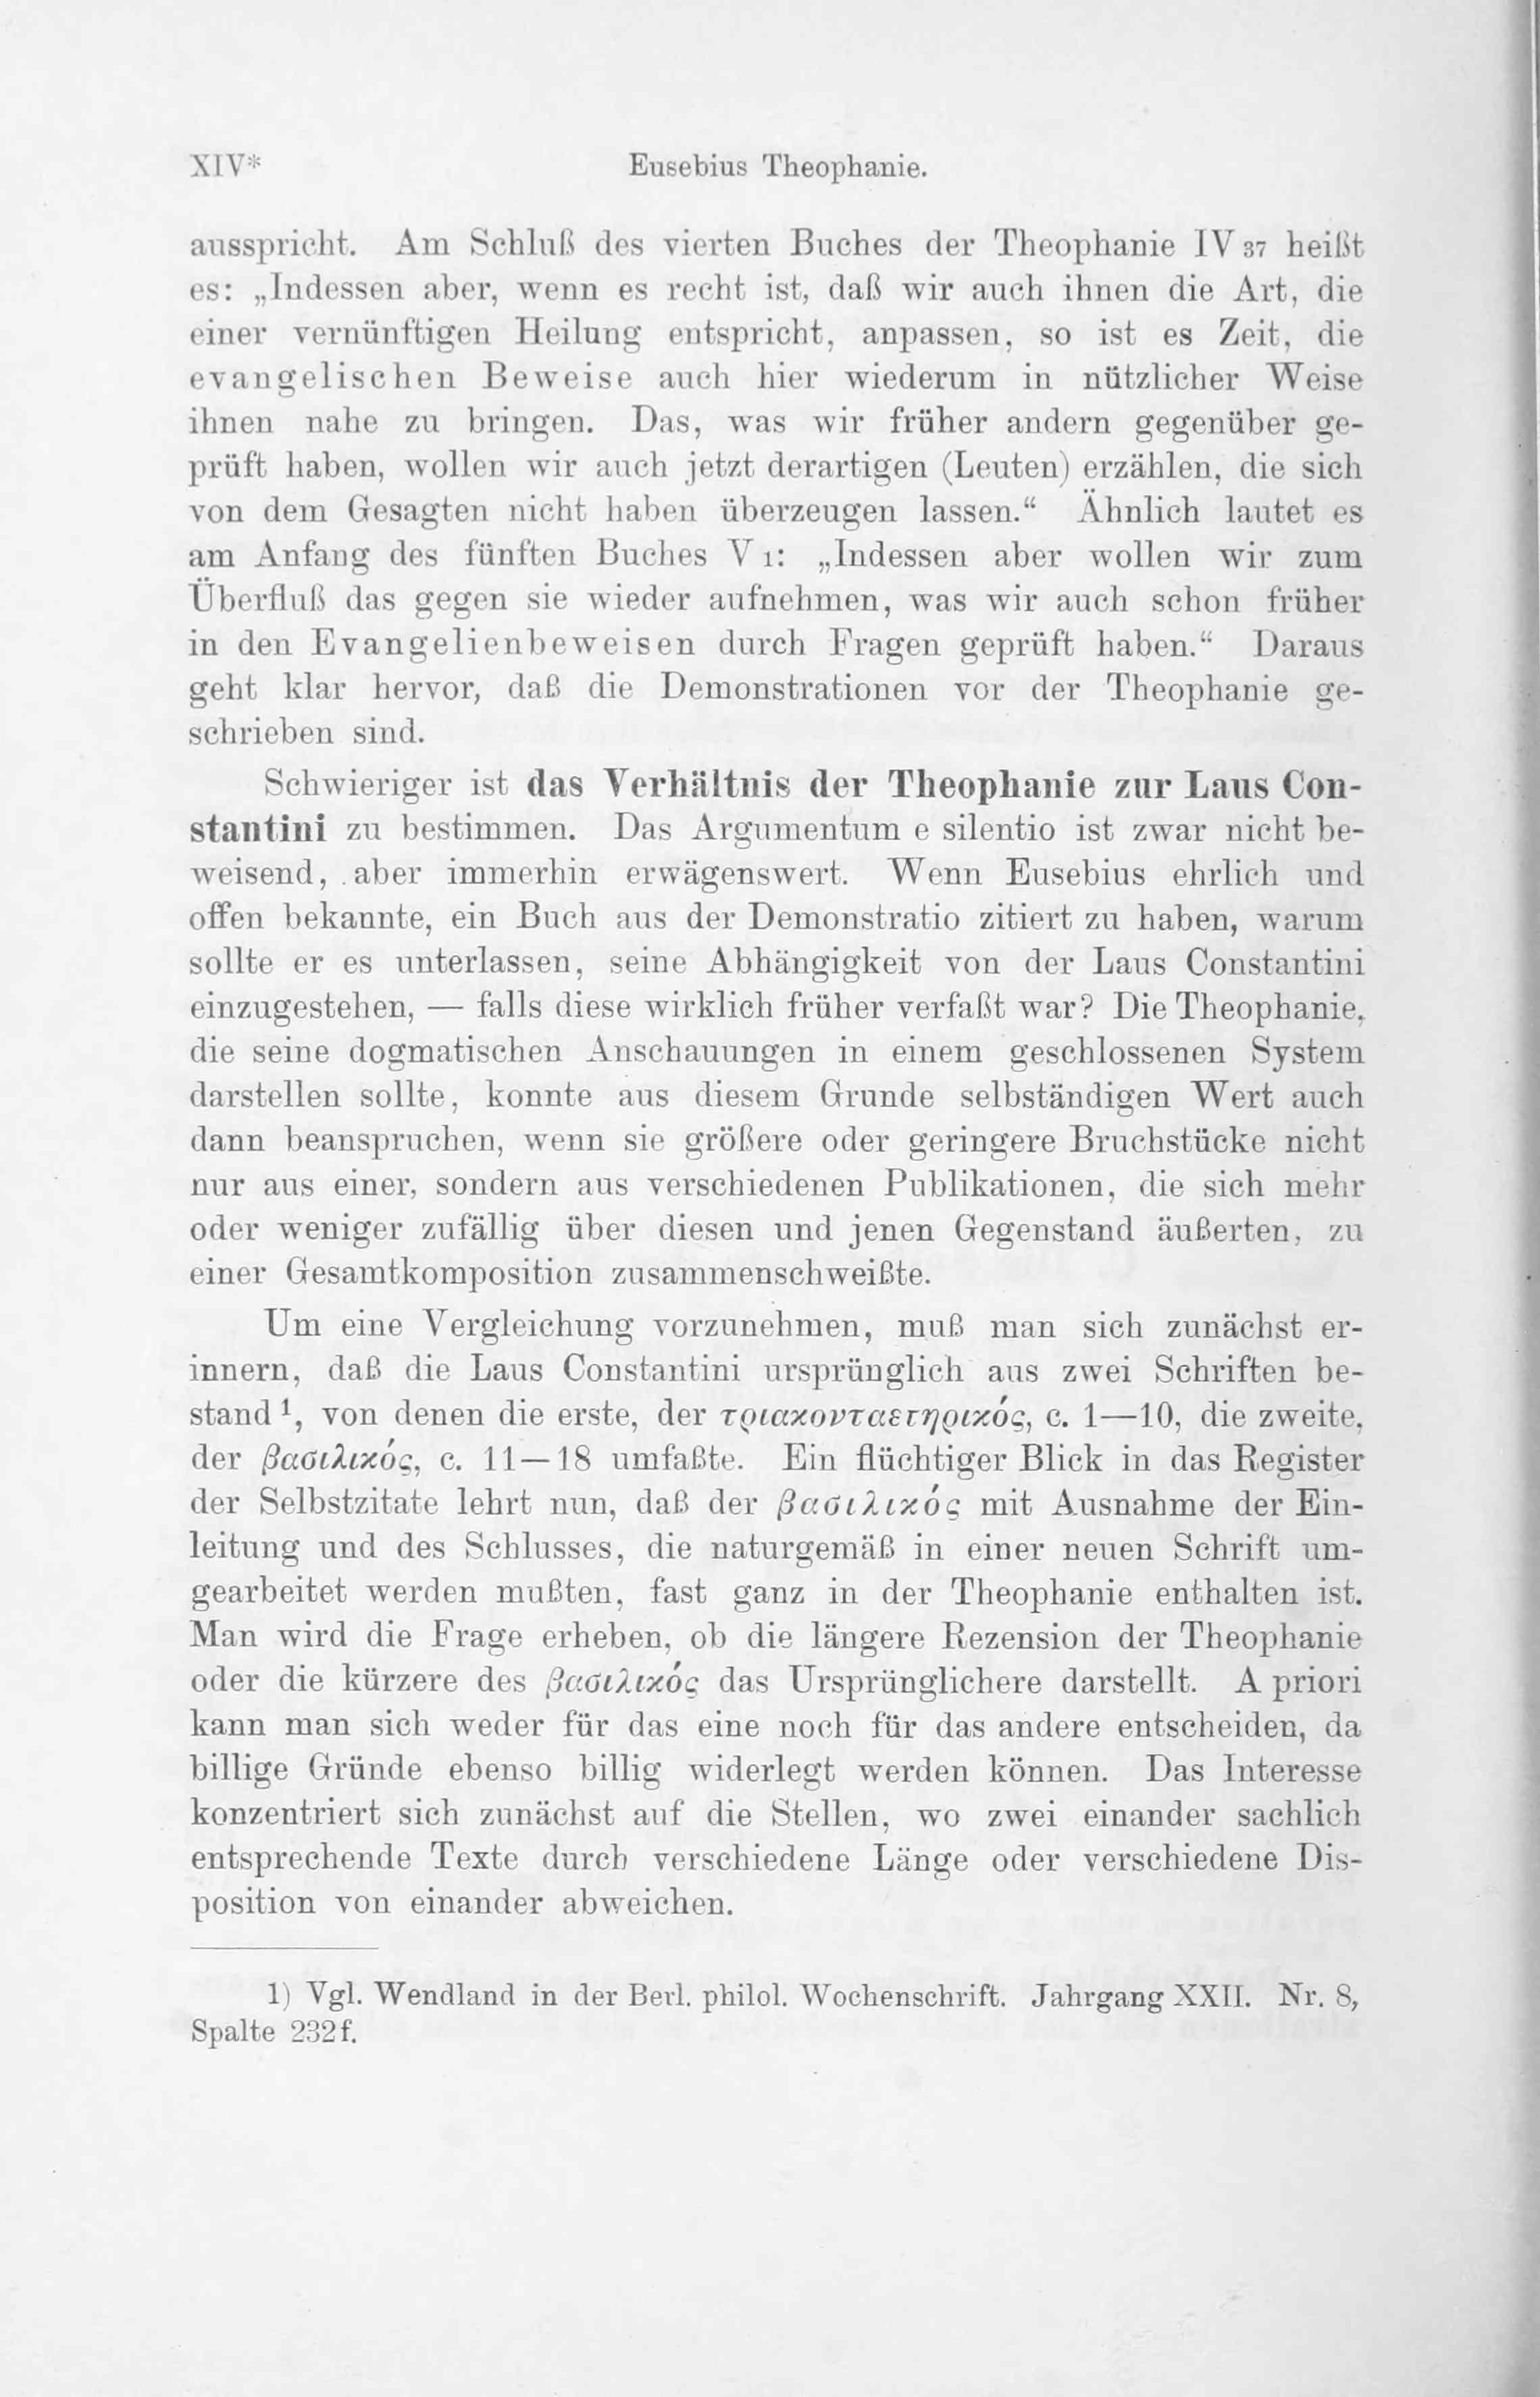 XIV* Eusebius Theophanie.
ausspricht. Am Schluß des vierten Buches der Theophanie IV 37 heißt
es: „Indessen aber, wenn es recht ist, daß wir auch ihnen die Art, die
einer vernünftigen Heilung entspricht, anpassen, so ist es Zeit, die
evangelischen Beweise auch hier wiederum in nützlicher Weise
ihnen nahe zu bringen. Das, was wir früher andern gegenüber ge-
prüft haben, wollen wir auch jetzt derartigen (Leuten) erzählen, die sich
von dem Gesagten nicht haben überzeugen lassen.“ Ähnlich lautet es
am Anfang des fünften Buches V 1: „Indessen aber wollen wir zum
Überfluß das gegen sie wieder aufnehmen, was wir auch schon früher
in den Evangelienbeweisen durch Fragen geprüft haben.“ Daraus
geht klar hervor, daß die Demonstrationen vor der Theophanie ge-
schrieben sind.
Schwieriger ist das Verhältnis der Theophanie zur Laus Con-
stantini zu bestimmen. Das Argumentum e silentio ist zwar nicht be-
weisend, aber immerhin erwägenswert. Wenn Eusebius ehrlich und
offen bekannte, ein Buch aus der Demonstratio zitiert zu haben, warum
sollte er es unterlassen, seine Abhängigkeit von der Laus Constantini
einzugestehen, — falls diese wirklich früher verfaßt war? Die Theophanie,
die seine dogmatischen Anschauungen in einem geschlossenen System
darstellen sollte, konnte aus diesem Grunde selbständigen Wert auch
dann beanspruchen, wenn sie größere oder geringere Bruchstücke nicht
nur aus einer, sondern aus verschiedenen Publikationen, die sich mehr
oder weniger zufällig über diesen und jenen Gegenstand äußerten, zu
einer Gesamtkomposition zusammenschweißte.
Um eine Vergleichung vorzunehmen, muß man sich zunächst er-
innern, daß die Laus Constantini ursprünglich aus zwei Schriften be-
stand¹, von denen die erste, der τριακονταετηρικός, c. 1—10, die zweite,
der βασιλικός, c. 11—18 umfaßte. Ein flüchtiger Blick in das Register
der Selbstzitate lehrt nun, daß der βασιλικός mit Ausnahme der Ein-
leitung und des Schlusses, die naturgemäß in einer neuen Schrift um-
gearbeitet werden mußten, fast ganz in der Theophanie enthalten ist.
Man wird die Frage erheben, ob die längere Rezension der Theophanie
oder die kürzere des βασιλικός das Ursprünglichere darstellt. A priori
kann man sich weder für das eine noch für das andere entscheiden, da
billige Gründe ebenso billig widerlegt werden können. Das Interesse
konzentriert sich zunächst auf die Stellen, wo zwei einander sachlich
entsprechende Texte durch verschiedene Länge oder verschiedene Dis-
position von einander abweichen.
1) Vgl. Wendland in der Berl. philol. Wochenschrift. Jahrgang XXII. Nr. 8,
Spalte 232f.